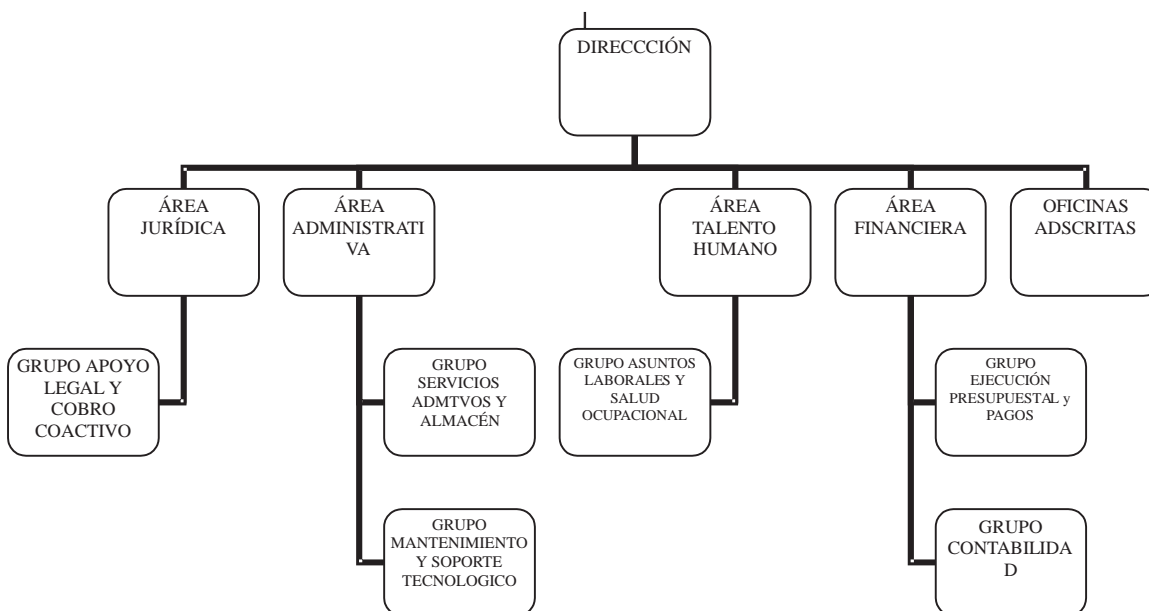 DIRECCCIÓN
ÁREA
JURÍDICA
ÁREA
ADMINISTRATI
VA
ÁREA
TALENTO
HUMANO
ÁREA
FINANCIERA
OFICINAS
ADSCRITAS
GRUPO APOYO
LEGAL Y
COBRO
COACTIVO
GRUPO
SERVICIOS
ADMTVOS Y
ALMACÉN
GRUPO ASUNTOS
LABORALES Y
SALUD
OCUPACIONAL
GRUPO
EJECUCIÓN
PRESUPUESTAL y
PAGOS
GRUPO
MANTENIMIENTO
Y SOPORTE
TECNOLOGICO
GRUPO
CONTABILIDA
D